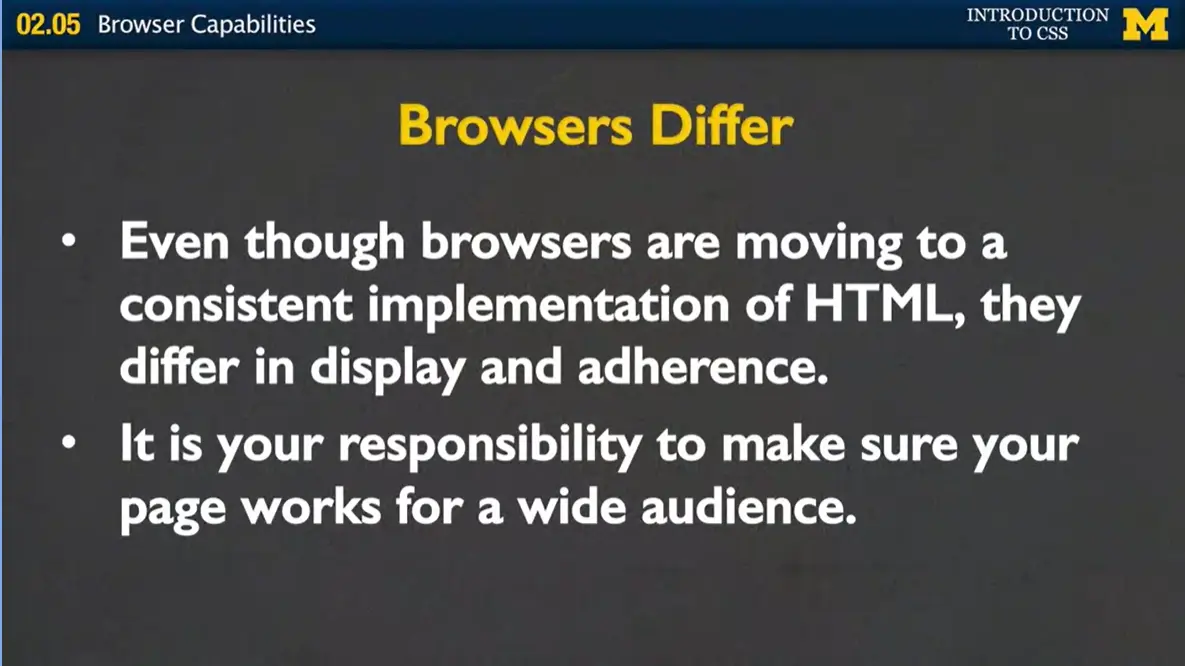 02.05 Browser Capabilities
INTRODUCTION
TO CSS
M
Browsers Differ
• Even though browsers are moving to a
consistent implementation of HTML, they
differ in display and adherence.
• It is your responsibility to make sure your
page works for a wide audience.